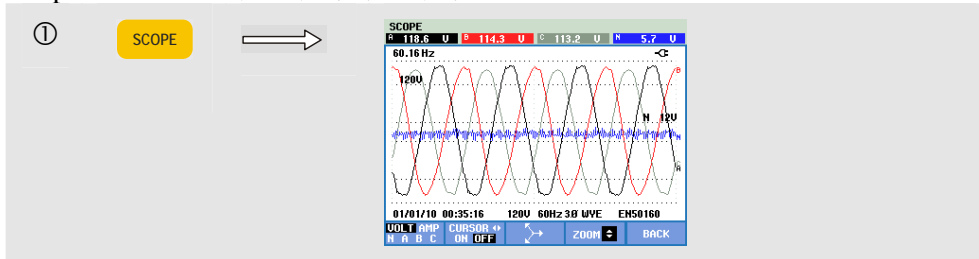 ① SCOPE
SCOPE
A 118.6 V B 114.3 V C 113.2 V N 5.7 V
60.16 Hz
120V
B
N 12V
N
A
01/01/10 00:35:16 120V 60Hz 3Ø WYE EN50160
VOLT AMP CURSOR ZOOM BACK
N A B C ON OFF